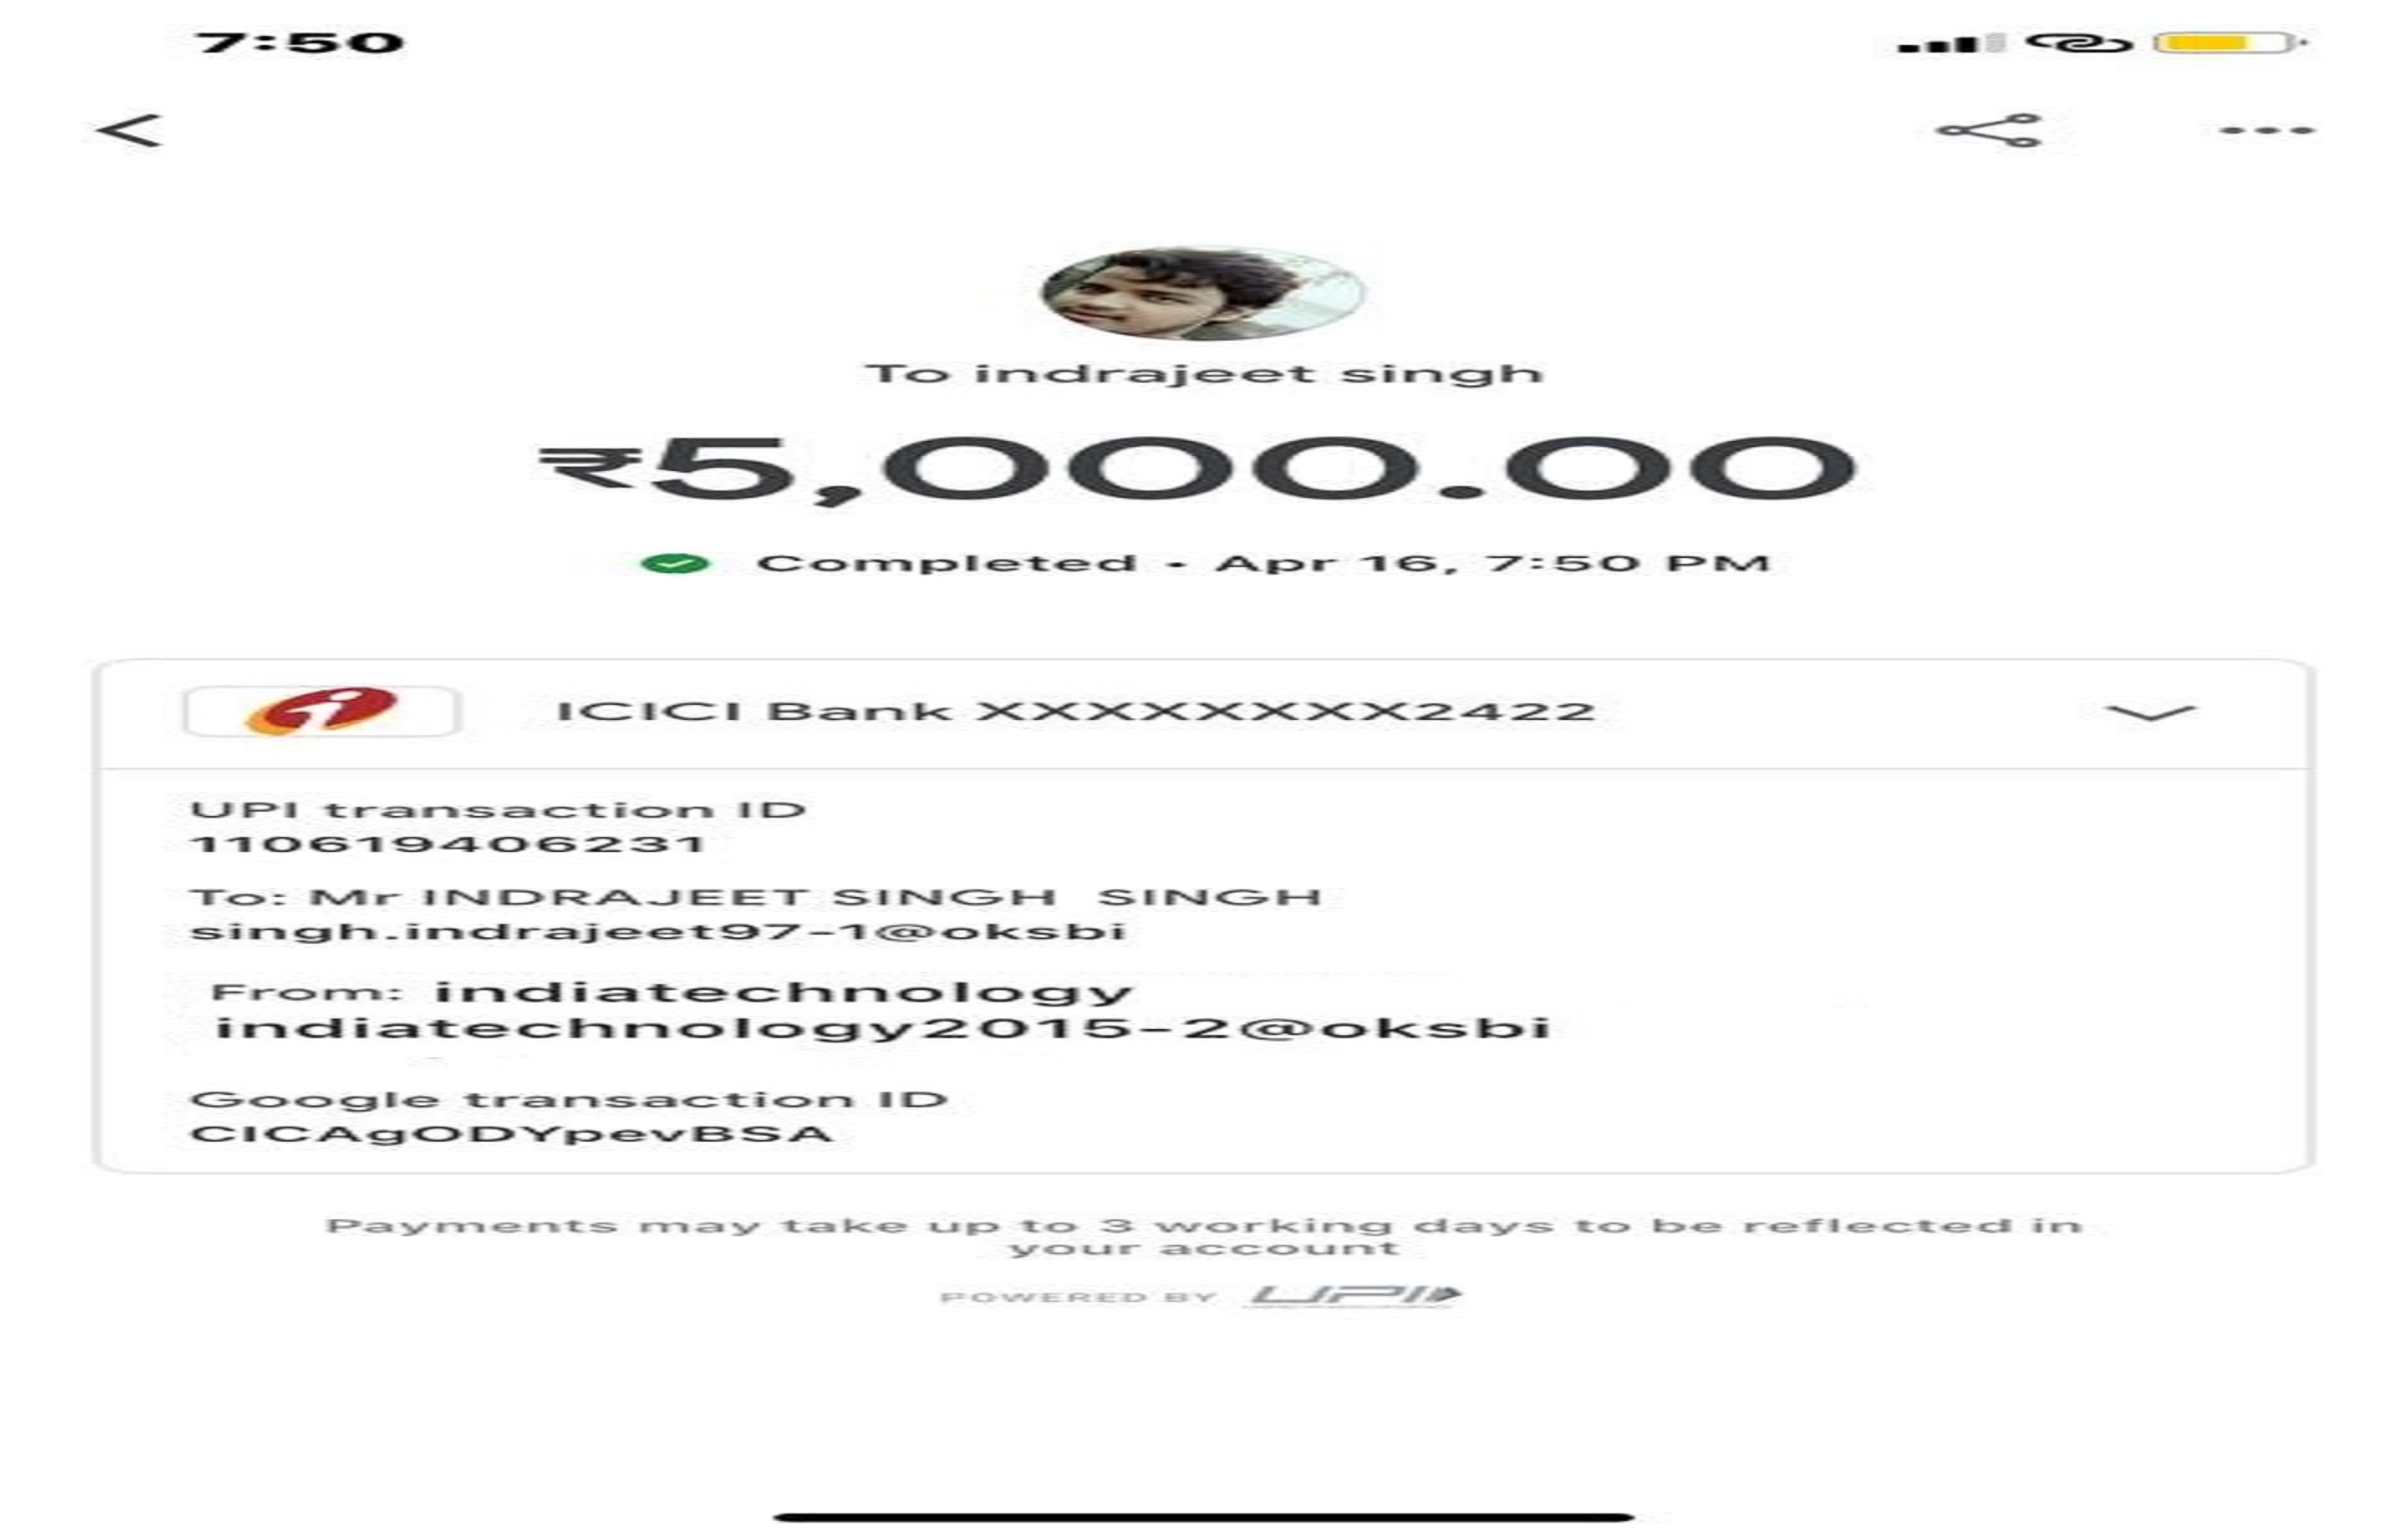 7:50
To indrajeet singh
₹5,000.00
Completed • Apr 16, 7:50 PM
ICICI Bank XXXXXXXX2422
UPI transaction ID
110619406231
To: Mr INDRAJEET SINGH  SINGH
singh.indrajeet97-1@oksbi
From: indiatechnology
indiatechnology2015-2@oksbi
Google transaction ID
CICAgODYpevBSA
Payments may take up to 3 working days to be reflected in
your account
POWERED BY UPI